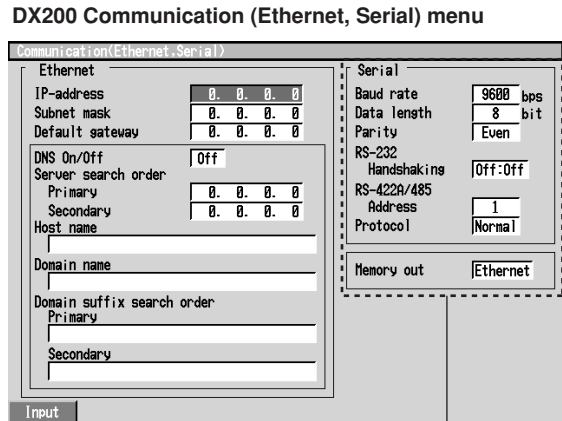 DX200 Communication (Ethernet, Serial) menu
Communication(Ethernet,Serial)
Ethernet
IP-address 0. 0. 0. 0
Subnet mask 0. 0. 0. 0
Default gateway 0. 0. 0. 0
DNS On/Off Off
Server search order
Primary 0. 0. 0. 0
Secondary 0. 0. 0. 0
Host name
Domain name
Domain suffix search order
Primary
Secondary
Serial
Baud rate 9600 bps
Data length 8 bit
Parity Even
RS-232
Handshaking Off:Off
RS-422A/485
Address 1
Protocol Normal
Memory out Ethernet
Input